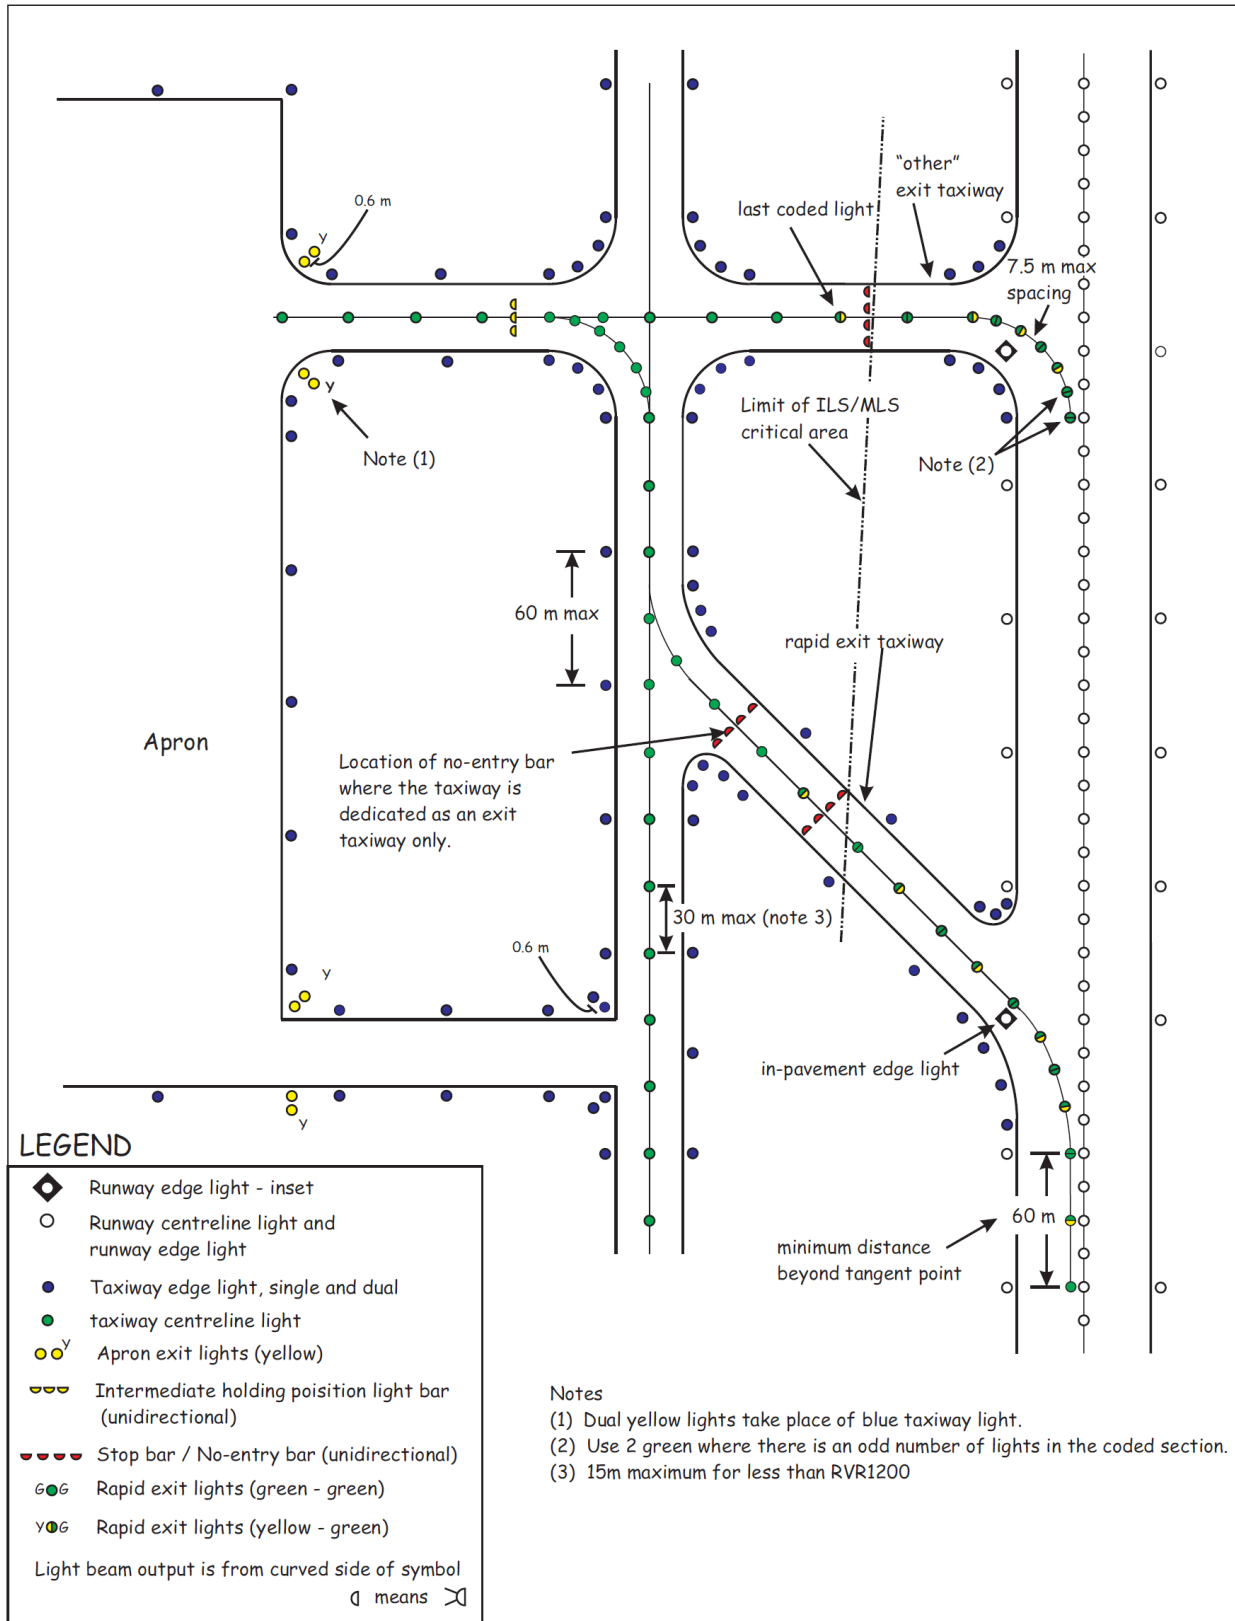 0.6 m
Y
"other"
exit taxiway
last coded light
7.5 m max
spacing
Y
Note (1)
Limit of ILS/MLS
critical area
Note (2)
60 m max
rapid exit taxiway
Apron
Location of no-entry bar
where the taxiway is
dedicated as an exit
taxiway only.
30 m max (note 3)
0.6 m
Y
in-pavement edge light
Y
60 m
minimum distance
beyond tangent point
LEGEND
Runway edge light - inset
Runway centreline light and
runway edge light
Taxiway edge light, single and dual
taxiway centreline light
Y
Apron exit lights (yellow)
Intermediate holding poisition light bar
(unidirectional)
Stop bar / No-entry bar (unidirectional)
G G Rapid exit lights (green - green)
Y G Rapid exit lights (yellow - green)
Light beam output is from curved side of symbol
means
Notes
(1) Dual yellow lights take place of blue taxiway light.
(2) Use 2 green where there is an odd number of lights in the coded section.
(3) 15m maximum for less than RVR1200